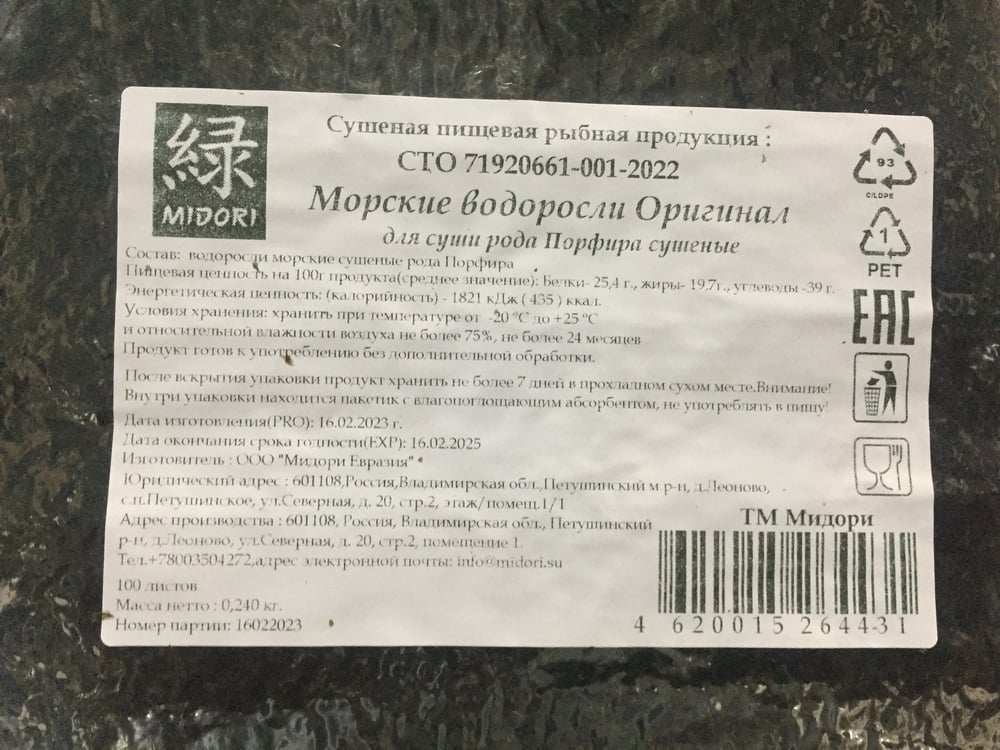 緑
MIDORI
Сушеная пищевая рыбная продукция :
СТО 71920661-001-2022
Морские водоросли Оригинал
для суши рода Порфира сушеные
Состав: водоросли морские сушеные рода Порфира
Пищевая ценность на 100г продукта(среднее значение): Белки- 25,4 г., жиры- 19,7г., углеводы -39 г.
Энергетическая ценность: (калорийность) - 1821 кДж ( 435 ) ккал.
Условия хранения: хранить при температуре от -20 °C до +25 °C
и относительной влажности воздуха не более 75%, не более 24 месяцев
Продукт готов к употреблению без дополнительной обработки.
После вскрытия упаковки продукт хранить не более 7 дней в прохладном сухом месте.Внимание!
Внутри упаковки находится пакетик с влагопоглощающим абсорбентом, не употреблять в пищу!
Дата изготовления(PRO): 16.02.2023 г.
Дата окончания срока годности(EXP): 16.02.2025
Изготовитель : ООО "Мидори Евразия"
Юридический адрес : 601108,Россия,Владимирская обл.,Петушинский м.р-н, д.Леоново,
с.п.Петушинское, ул.Северная, д. 20, стр.2, этаж/помещ.1/1
Адрес производства : 601108, Россия, Владимирская обл., Петушинский
р-н, д.Леоново, ул.Северная, д. 20, стр.2, помещение 1.
Тел.+78003504272,адрес электронной почты: info@midori.su
100 листов
Масса нетто : 0,240 кг.
Номер партии: 16022023
93
C/LDPE
1
PET
EAC
ТМ Мидори
4 620015 264431